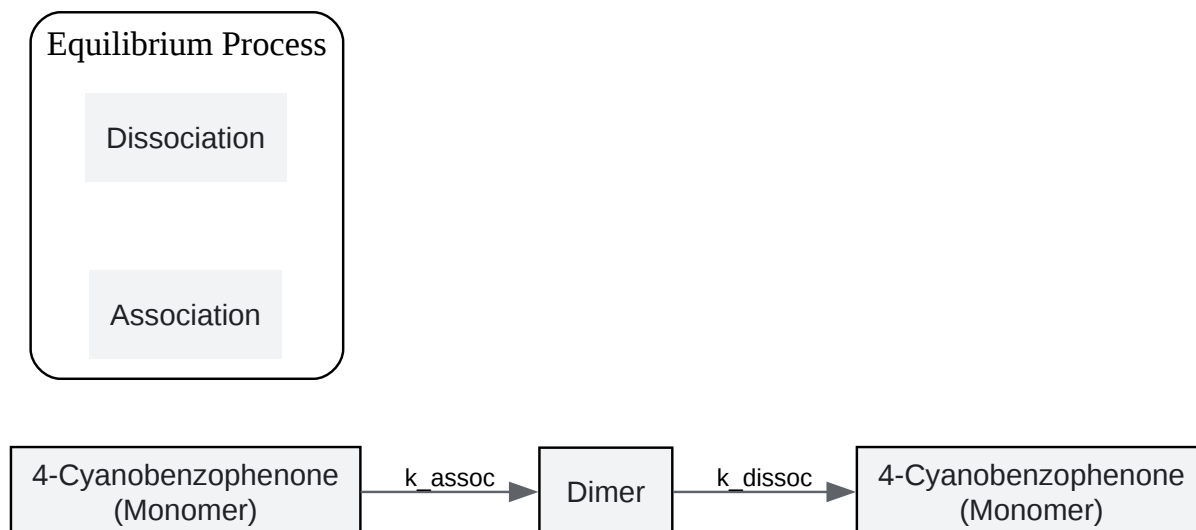 Equilibrium Process
Dissociation
Association
4-Cyanobenzophenone
(Monomer)
k_assoc
Dimer
k_dissoc
4-Cyanobenzophenone
(Monomer)